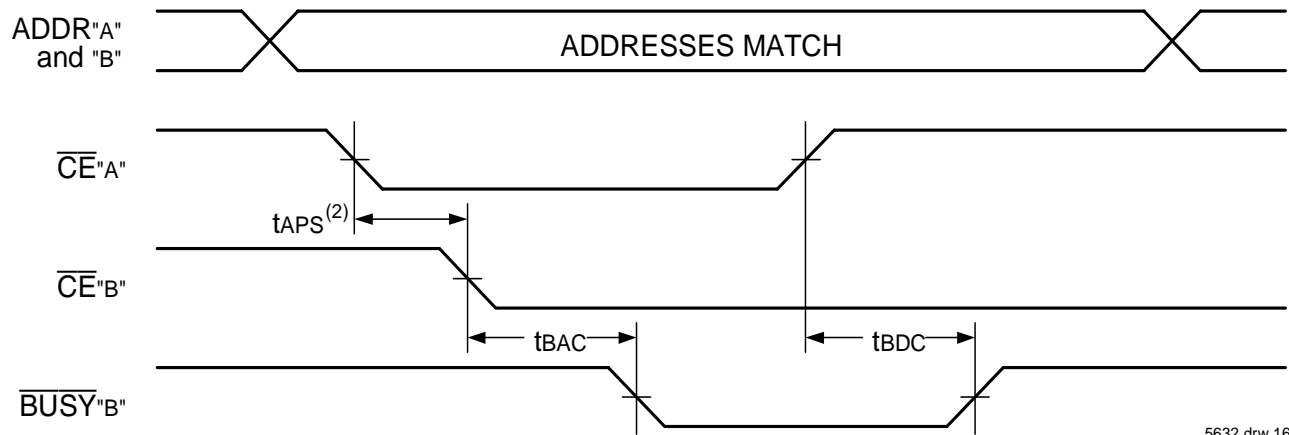 ADDR"A"
and "B"
ADDRESSES MATCH
CE"A"
tAPS(2)
CE"B"
tBAC
tBDC
BUSY"B"
5632 drw 16